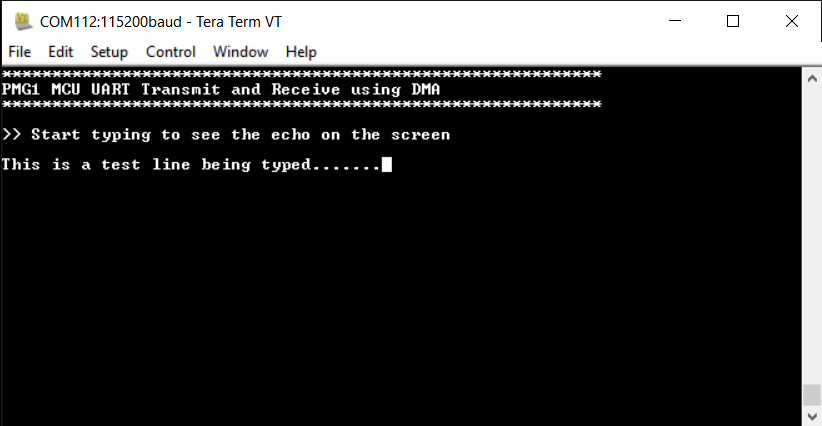 COM112:115200baud - Tera Term VT
File Edit Setup Control Window Help
************************************************************
PMG1 MCU UART Transmit and Receive using DMA
************************************************************
>> Start typing to see the echo on the screen
This is a test line being typed.......